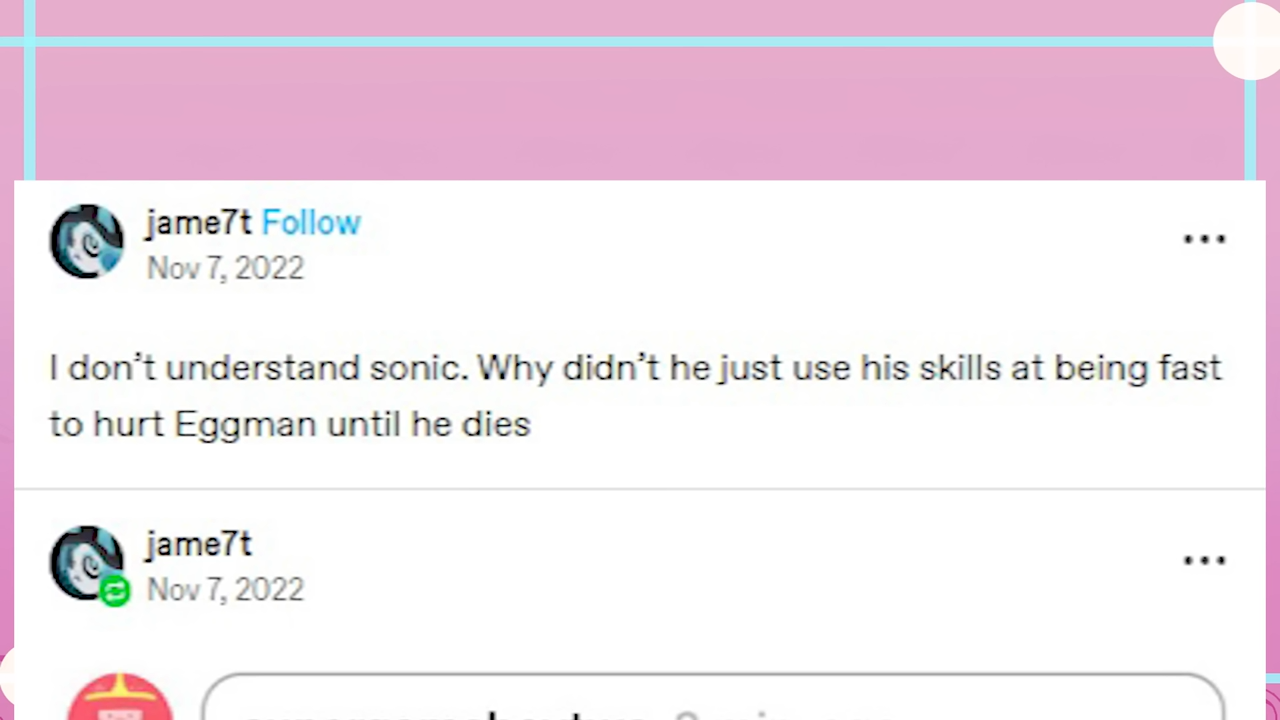 jame7t Follow
Nov 7, 2022
I don't understand sonic. Why didn't he just use his skills at being fast
to hurt Eggman until he dies
jame7t
Nov 7, 2022